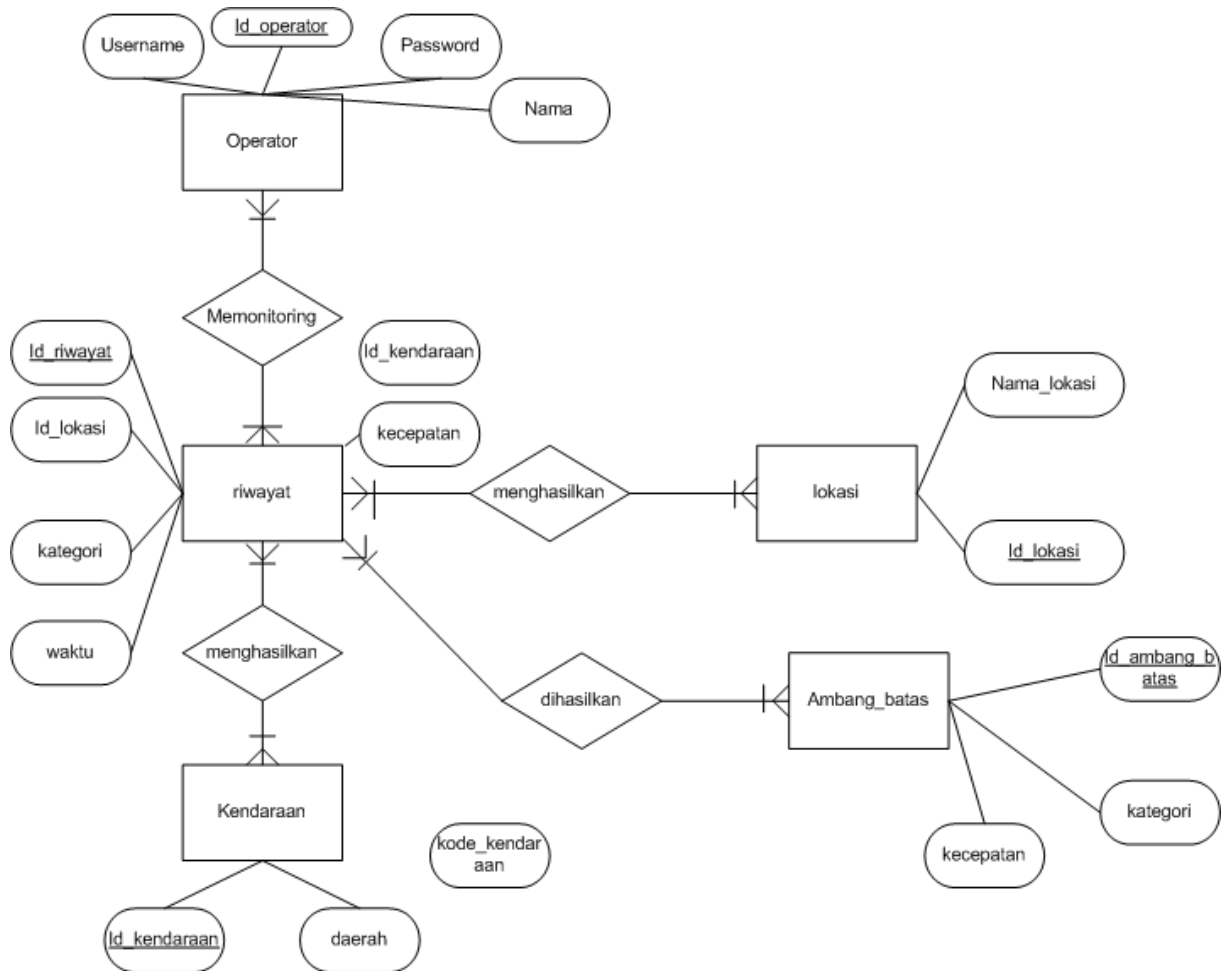 Id_operator
Username
Password
Nama
Operator
Memonitoring
Id_riwayat
Id_kendaraan
Nama_lokasi
Id_lokasi
kecepatan
riwayat
menghasilkan
lokasi
kategori
Id_lokasi
waktu
menghasilkan
dihasilkan
Ambang_batas
Id_ambang_b
atas
Kendaraan
kategori
kode_kendar
aan
kecepatan
Id_kendaraan
daerah